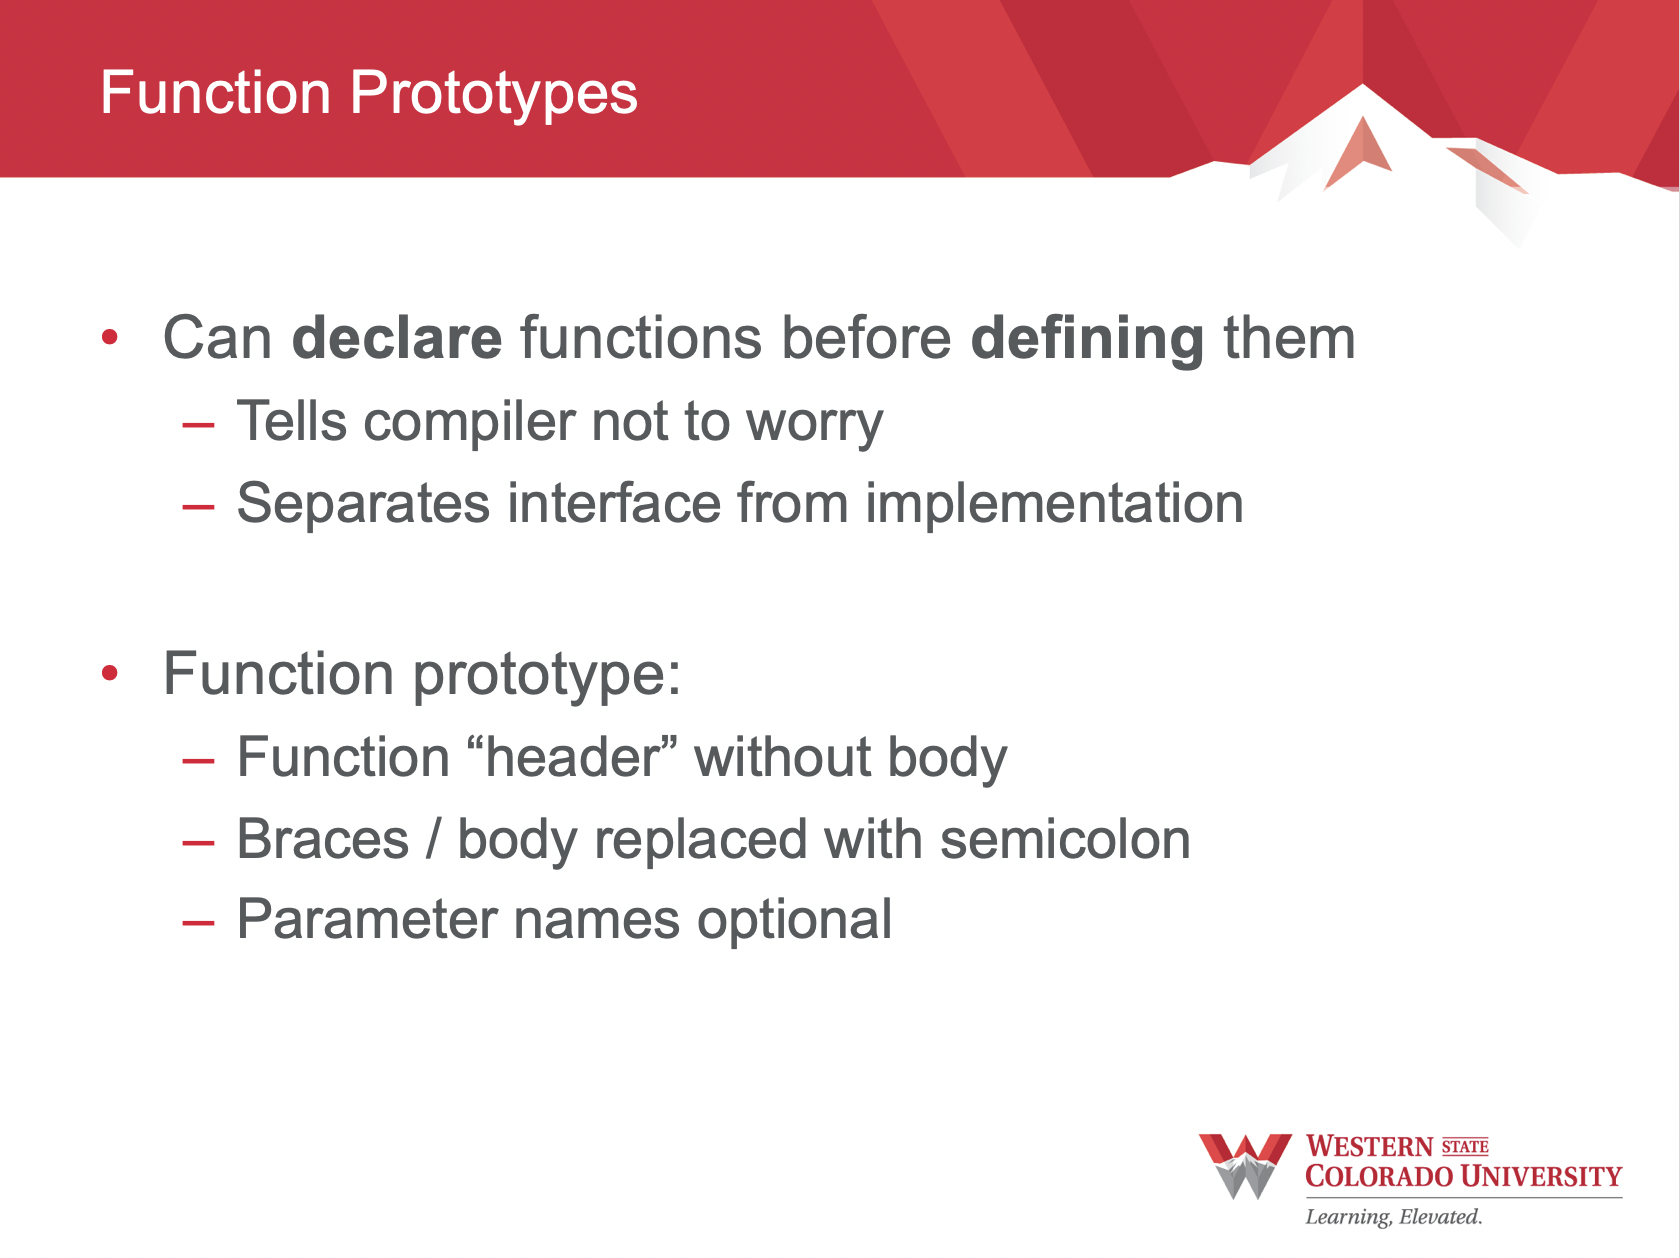 Function Prototypes
• Can declare functions before defining them
– Tells compiler not to worry
– Separates interface from implementation
• Function prototype:
– Function “header” without body
– Braces / body replaced with semicolon
– Parameter names optional
WESTERN STATE
COLORADO UNIVERSITY
Learning, Elevated.